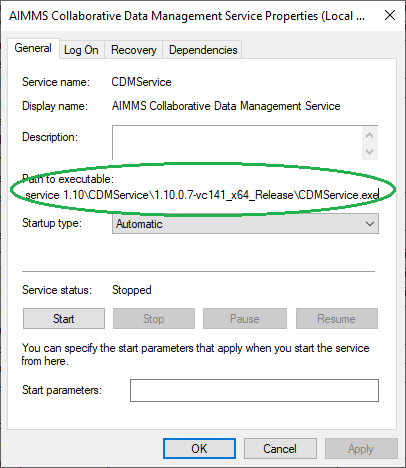 AIMMS Collaborative Data Management Service Properties (Local ...
General Log On Recovery Dependencies
Service name: CDMService
Display name: AIMMS Collaborative Data Management Service
Description:
Path to executable:
service 1.10\CDMService\1.10.0.7-vc141_x64_Release\CDMService.exe
Startup type: Automatic
Service status: Stopped
Start Stop Pause Resume
You can specify the start parameters that apply when you start the service
from here.
Start parameters:
OK Cancel Apply